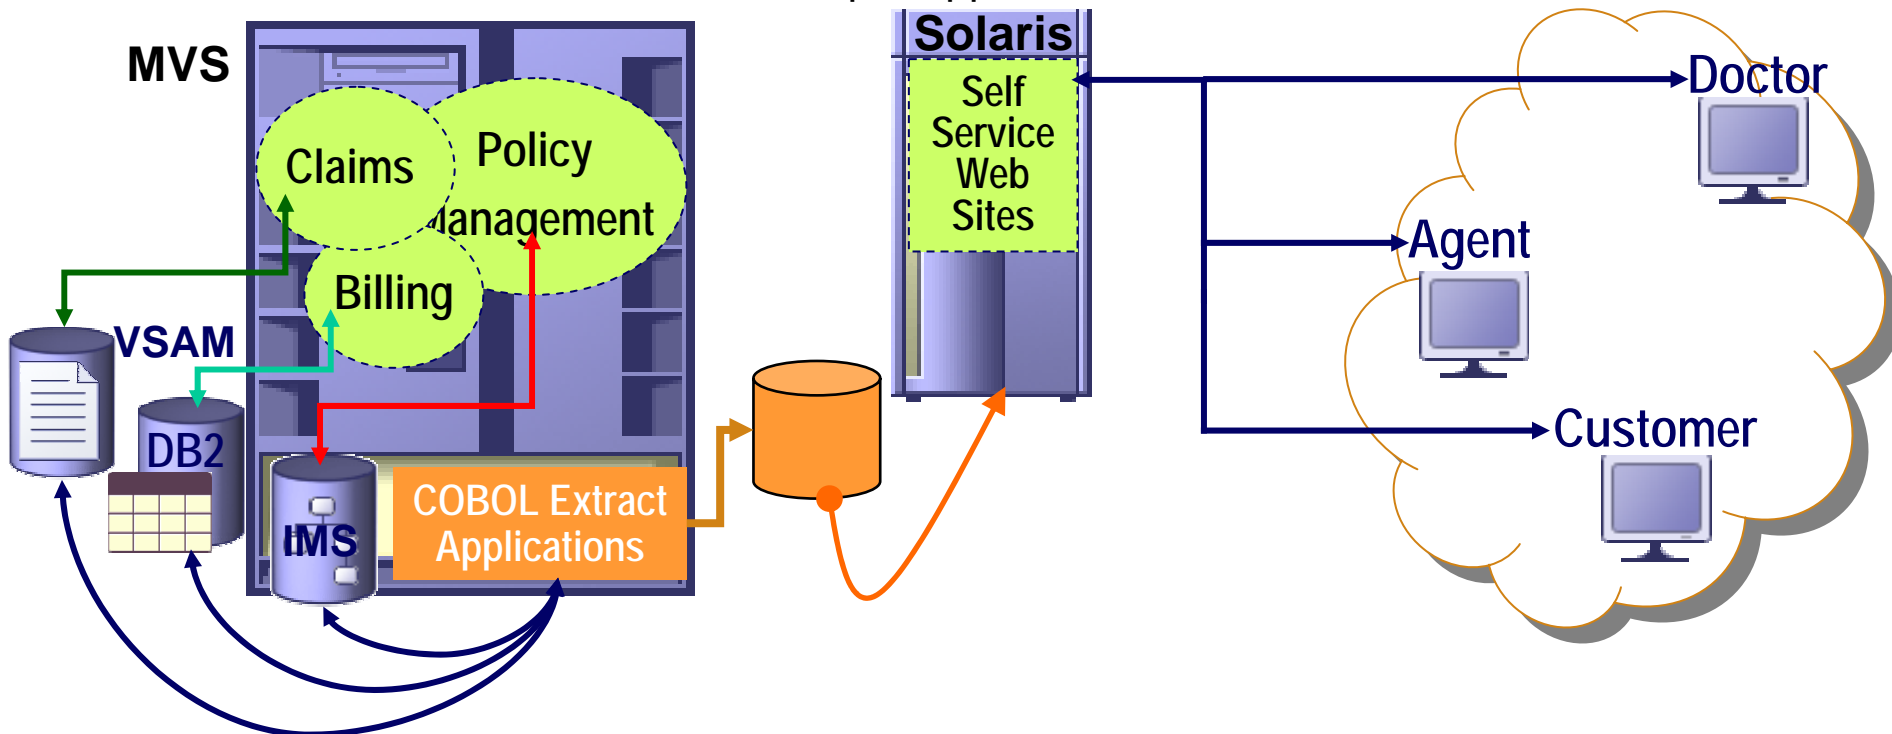 MVS
Claims
Policy
Management
Billing
VSAM
DB2
IMS
COBOL Extract
Applications
Solaris
Self
Service
Web
Sites
Doctor
Agent
Customer